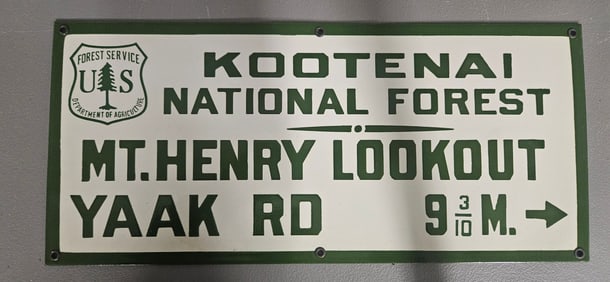 FOREST SERVICE
U S
DEPARTMENT OF AGRICULTURE
KOOTENAI
NATIONAL FOREST
MT. HENRY LOOKOUT
YAAK RD 9 3/10 M. →